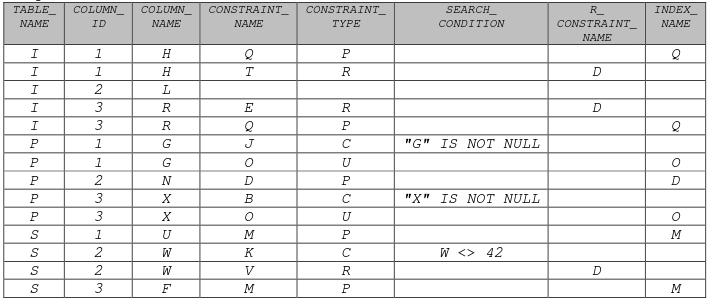 TABLE_ COLUMN_ COLUMN_ CONSTRAINT_ CONSTRAINT_ SEARCH_ R_ INDEX_
NAME ID NAME NAME TYPE CONDITION CONSTRAINT_ NAME
NAME
I 1 H Q P Q
I 1 H T R D
I 2 L
I 3 R E R D
I 3 R Q P Q
P 1 G J C "G" IS NOT NULL
P 1 G O U O
P 2 N D P D
P 3 X B C "X" IS NOT NULL
P 3 X O U O
S 1 U M P M
S 2 W K C W <> 42
S 2 W V R D
S 3 F M P M